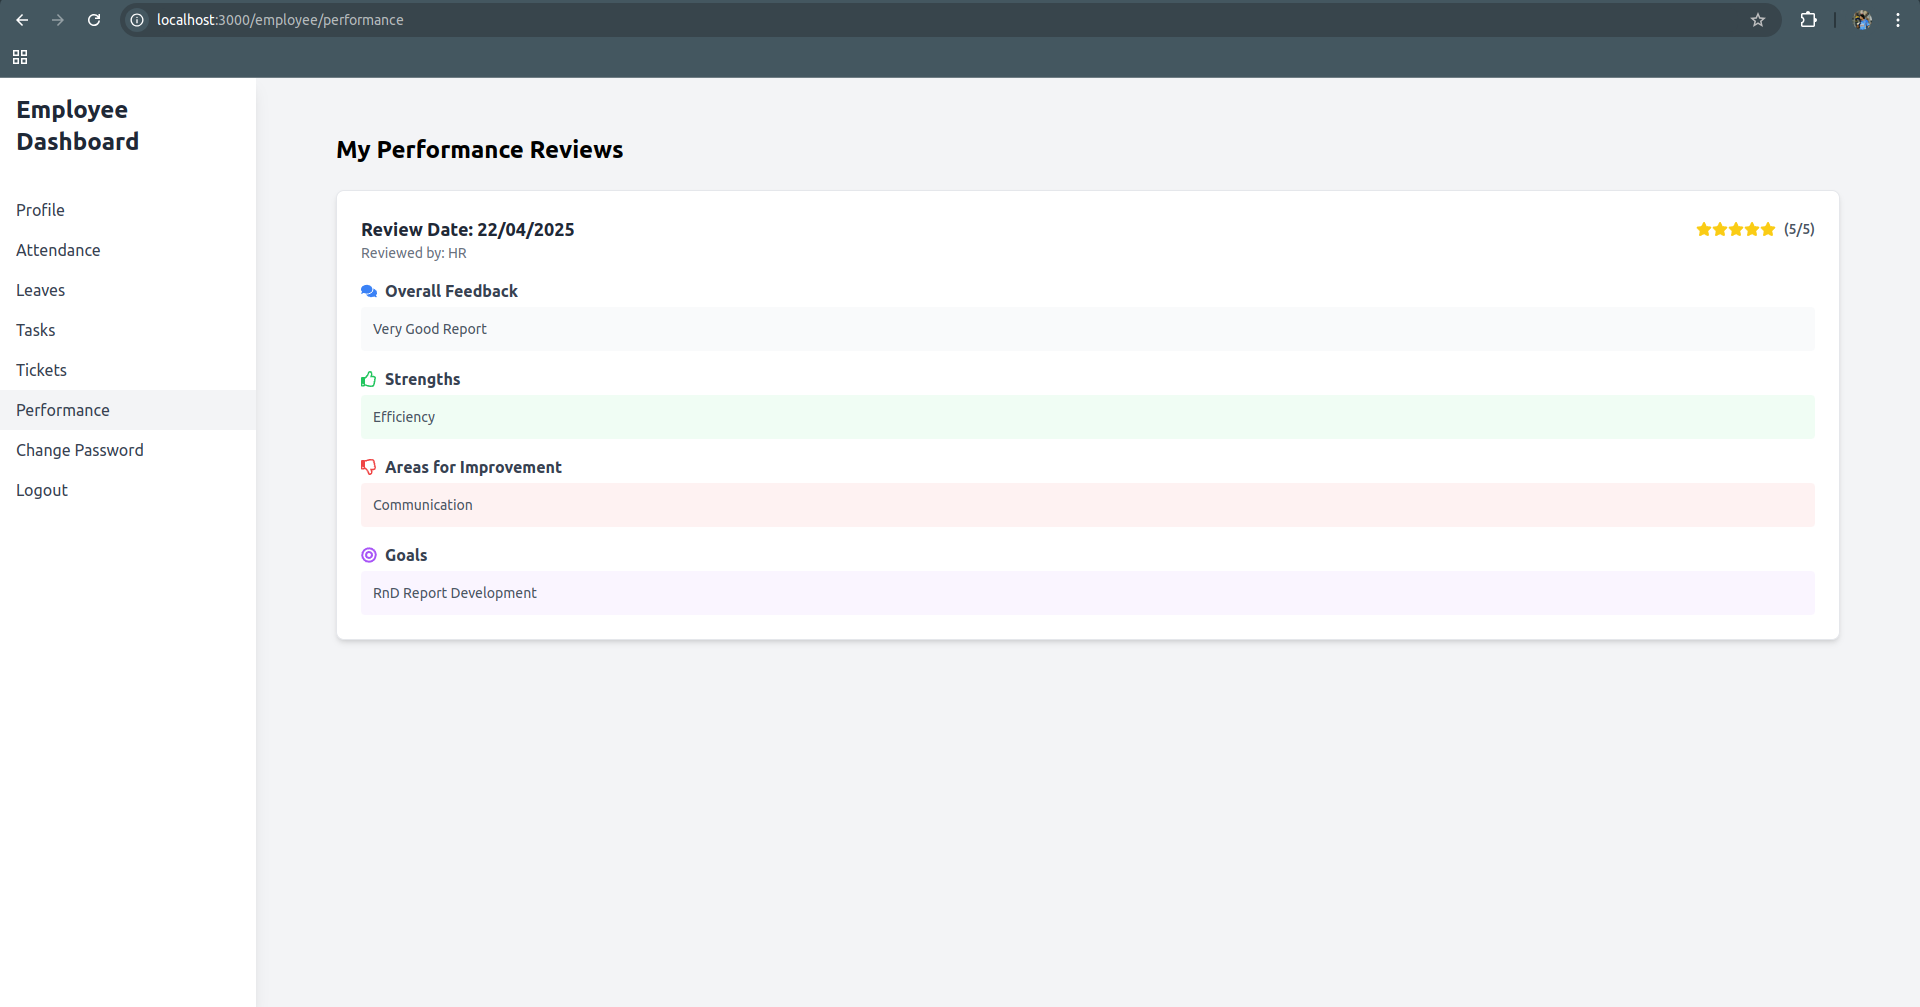 localhost:3000/employee/performance
Employee
Dashboard
Profile
Attendance
Leaves
Tasks
Tickets
Performance
Change Password
Logout
My Performance Reviews
Review Date: 22/04/2025
(5/5)
Reviewed by: HR
Overall Feedback
Very Good Report
Strengths
Efficiency
Areas for Improvement
Communication
Goals
RnD Report Development